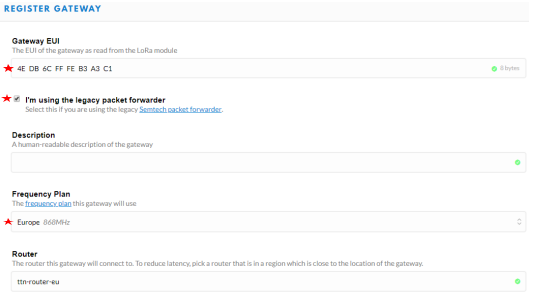 REGISTER GATEWAY
Gateway EUI
The EUI of the gateway as read from the LoRa module
4E DB 6C FF FE B3 A3 C1
8 bytes
I'm using the legacy packet forwarder
Select this if you are using the legacy Semtech packet forwarder.
Description
A human-readable description of the gateway
Frequency Plan
The frequency plan this gateway will use
Europe 868MHz
Router
The router this gateway will connect to. To reduce latency, pick a router that is in a region which is close to the location of the gateway.
ttn-router-eu